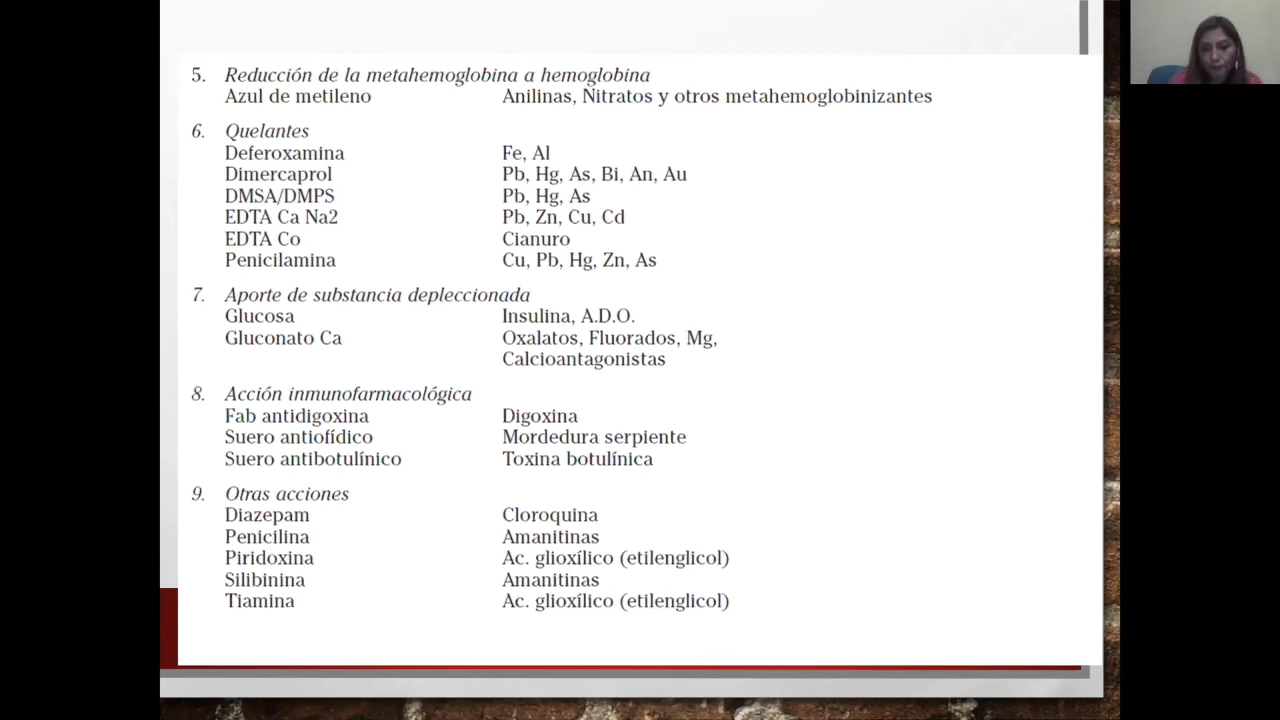 5. Reducción de la metahemoglobina a hemoglobina
Azul de metileno Anilinas, Nitratos y otros metahemoglobinizantes
6. Quelantes
Deferoxamina Fe, Al
Dimercaprol Pb, Hg, As, Bi, An, Au
DMSA/DMPS Pb, Hg, As
EDTA Ca Na2 Pb, Zn, Cu, Cd
EDTA Co Cianuro
Penicilamina Cu, Pb, Hg, Zn, As
7. Aporte de substancia depleccionada
Glucosa Insulina, A.D.O.
Gluconato Ca Oxalatos, Fluorados, Mg,
Calcioantagonistas
8. Acción inmunofarmacológica
Fab antidigoxina Digoxina
Suero antiofídico Mordedura serpiente
Suero antibotulínico Toxina botulínica
9. Otras acciones
Diazepam Cloroquina
Penicilina Amanitinas
Piridoxina Ac. glioxílico (etilenglicol)
Silibinina Amanitinas
Tiamina Ac. glioxílico (etilenglicol)